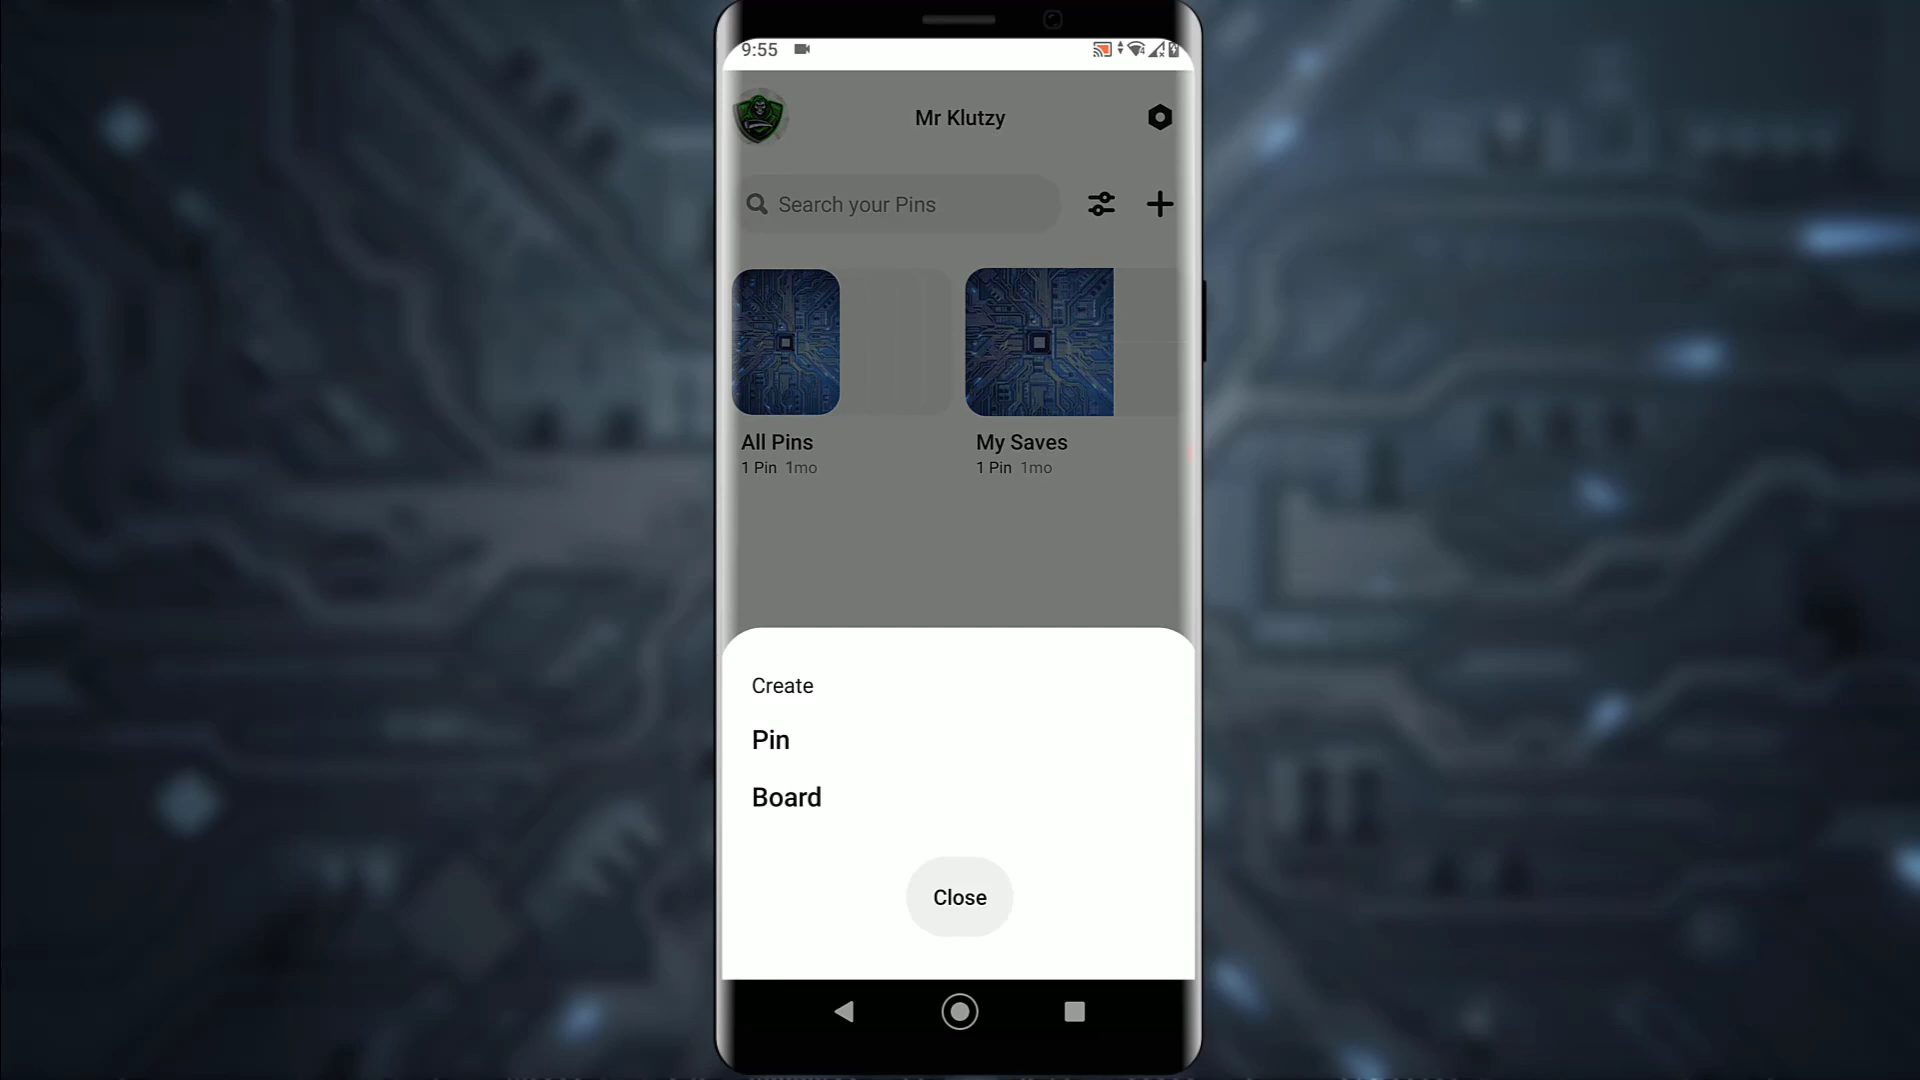 9:55
Mr Klutzy
Search your Pins
All Pins
1 Pin 1mo
My Saves
1 Pin 1mo
Create
Pin
Board
Close